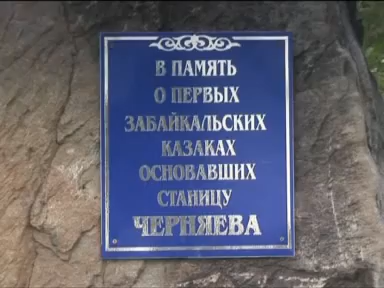 В ПАМЯТЬ
О ПЕРВЫХ
ЗАБАЙКАЛЬСКИХ
КАЗАКАХ
ОСНОВАВШИХ
СТАНИЦУ
ЧЕРНЯЕВА